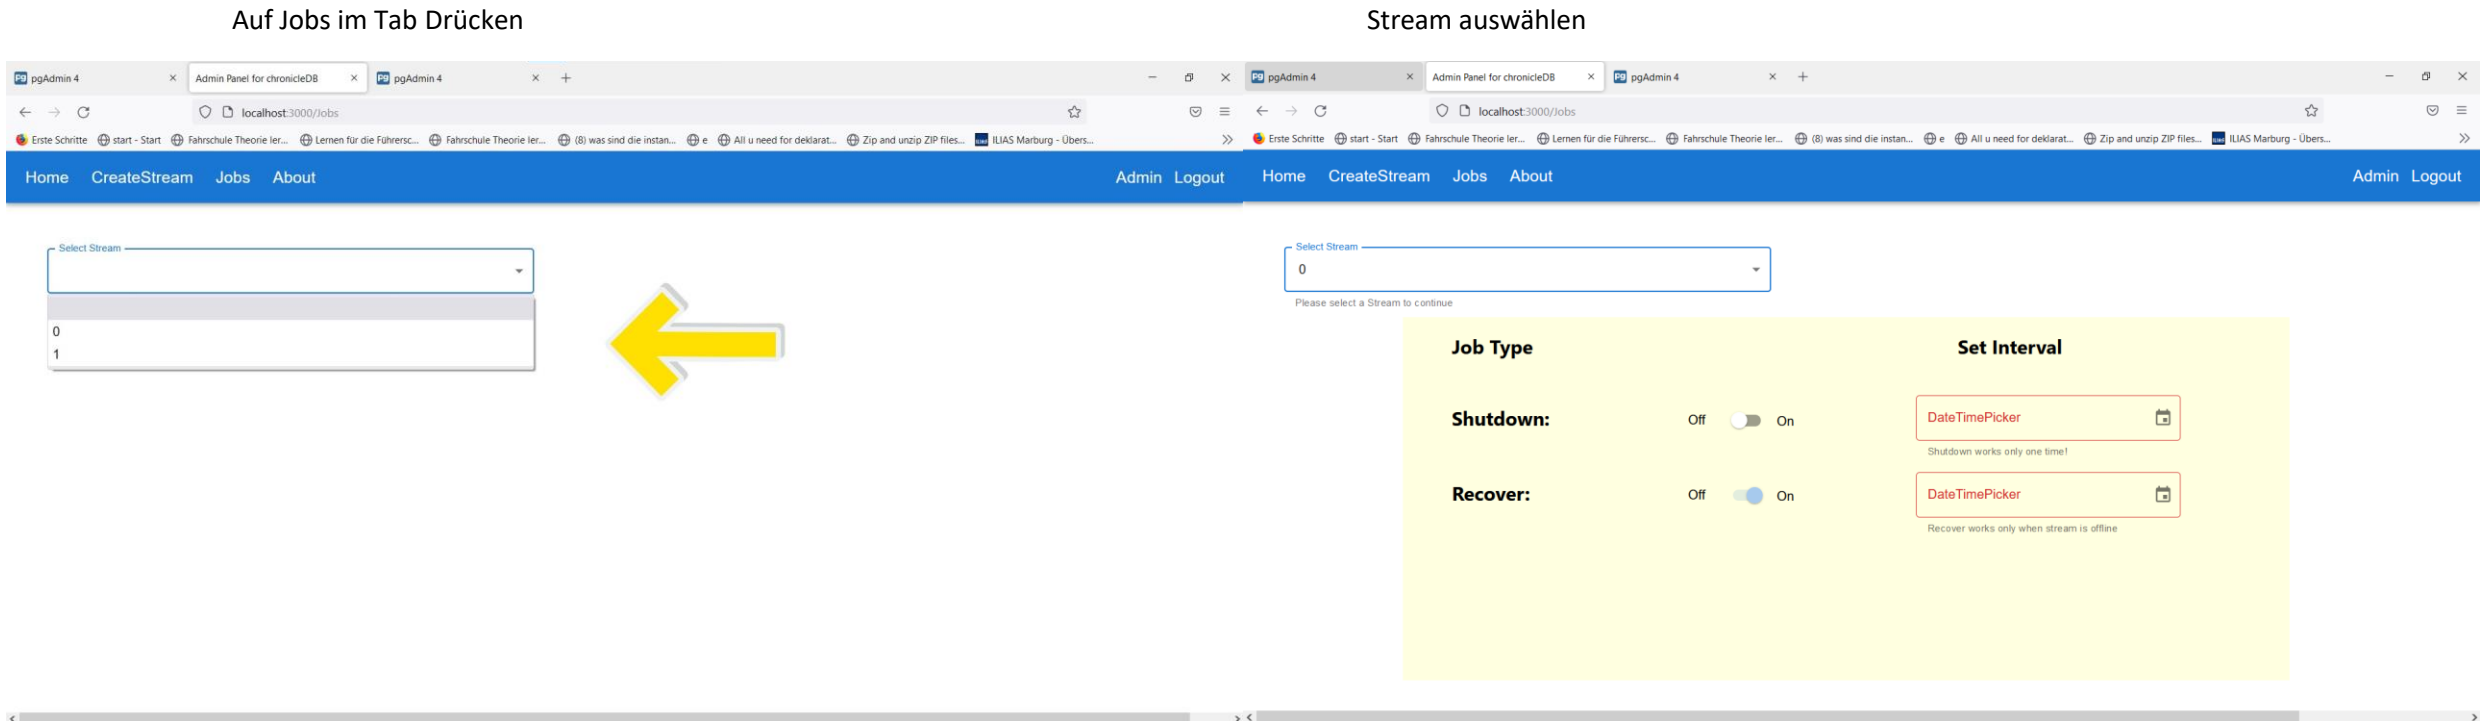 Auf Jobs im Tab Drücken
Stream auswählen
pgAdmin 4
Admin Panel for chronicleDB
pgAdmin 4
localhost:3000/Jobs
Erste Schritte start - Start Fahrschule Theorie ler... Lernen für die Führersc... Fahrschule Theorie ler... (8) was sind die instan... e All u need for deklarat... Zip and unzip ZIP files... ILIAS Marburg - Übers...
Home CreateStream Jobs About Admin Logout
Select Stream
0
1
pgAdmin 4
Admin Panel for chronicleDB
pgAdmin 4
localhost:3000/Jobs
Erste Schritte start - Start Fahrschule Theorie ler... Lernen für die Führersc... Fahrschule Theorie ler... (8) was sind die instan... e All u need for deklarat... Zip and unzip ZIP files... ILIAS Marburg - Übers...
Home CreateStream Jobs About Admin Logout
Select Stream
0
Please select a Stream to continue
Job Type Set Interval
Shutdown: Off On DateTimePicker
Shutdown works only one time!
Recover: Off On DateTimePicker
Recover works only when stream is offline